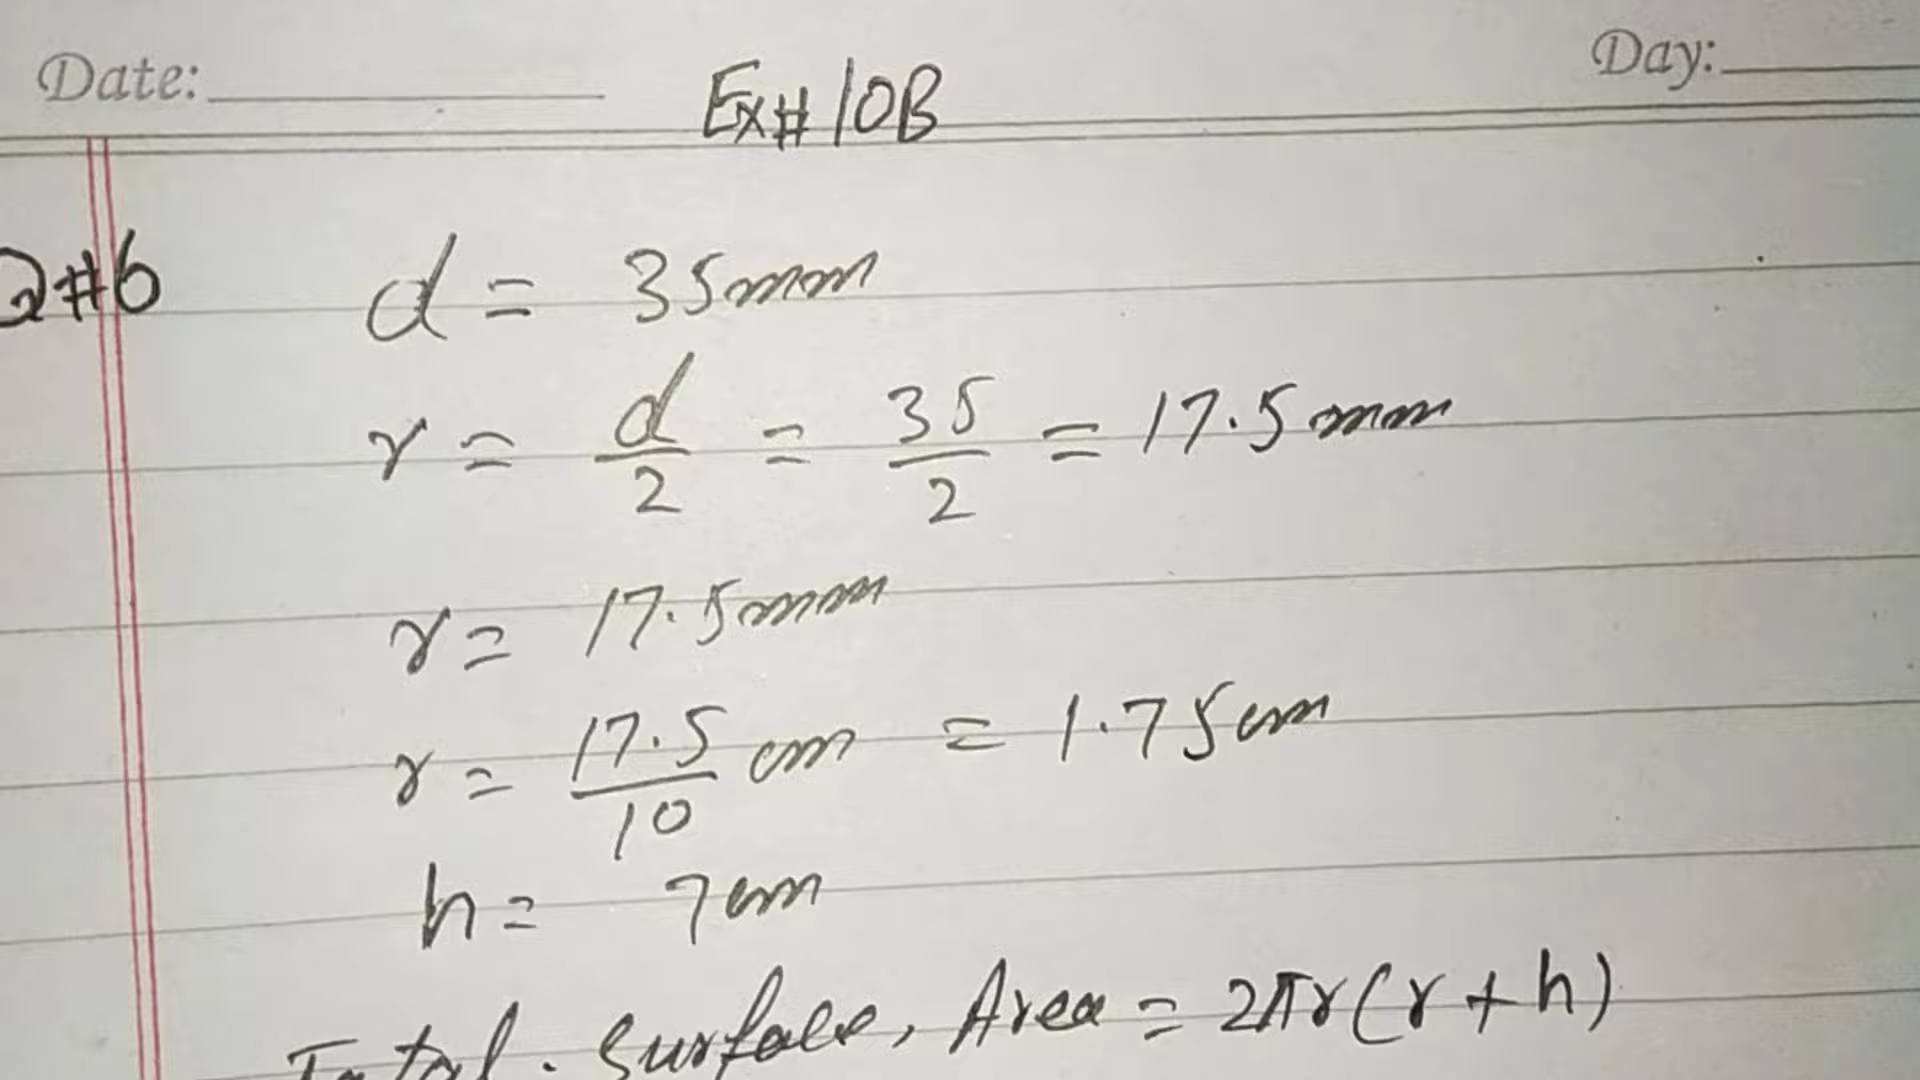 Date: Ex#10B Day:
Q#6 d = 35mm
r = d/2 = 35/2 = 17.5mm
r = 17.5mm
r = 17.5/10 cm = 1.75cm
h = 7cm
Total. Surface, Area = 2πr(r+h)